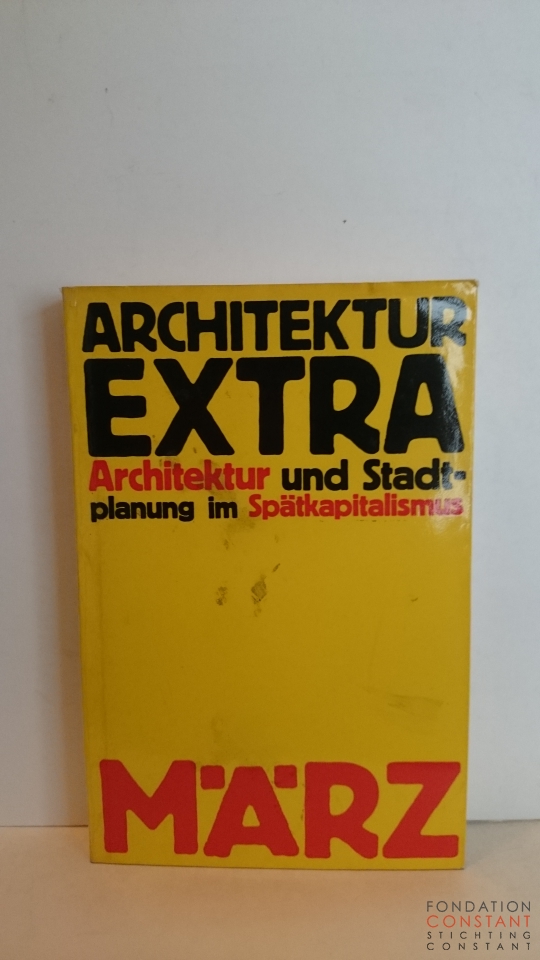 ARCHITEKTUR
EXTRA
Architektur und Stadt-
planung im Spätkapitalismus
MÄRZ
FONDATION
CONSTANT
STICHTING
CONSTANT